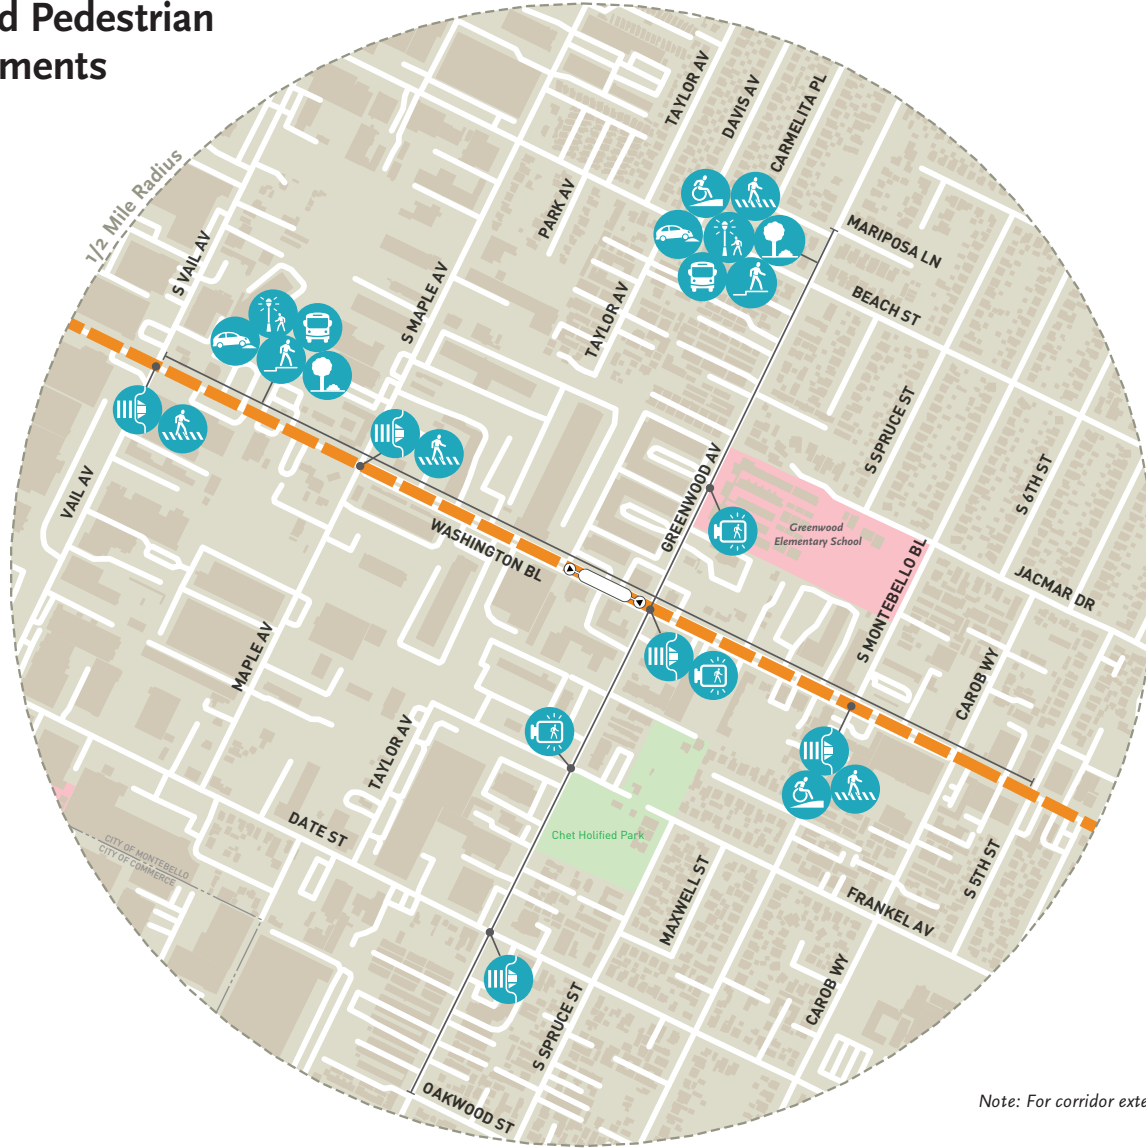 d Pedestrian
ments
TAYLOR AV
DAVIS AV
CARMELITA PL
1/2 Mile Radius
PARK AV
MARIPOSA LN
S VAIL AV
S MAPLE AV
TAYLOR AV
BEACH ST
S SPRUCE ST
VAIL AV
GREENWOOD AV
S 6TH ST
WASHINGTON BL
Greenwood
Elementary School
S MONTEBELLO BL
JACMAR DR
MAPLE AV
CAROB WY
TAYLOR AV
DATE ST
Chet Holified Park
CITY OF MONTEBELLO
CITY OF COMMERCE
MAXWELL ST
FRANKEL AV
S 5TH ST
CAROB WY
S SPRUCE ST
OAKWOOD ST
Note: For corridor exte